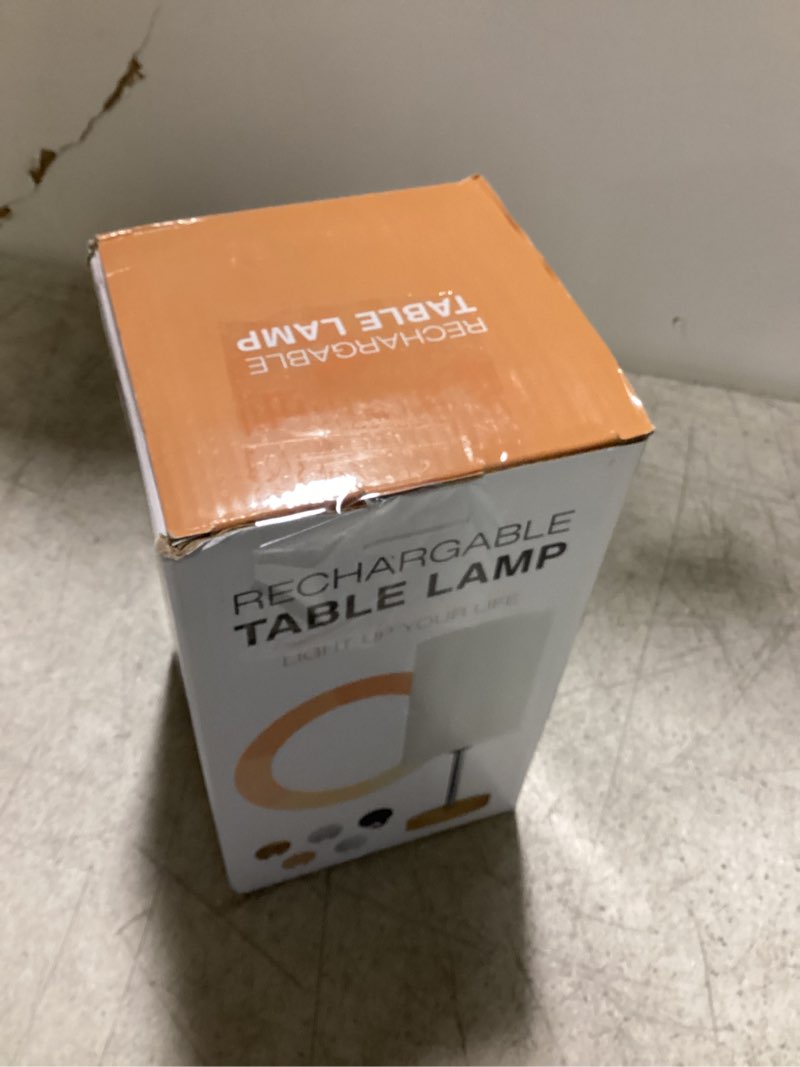 RECHARGABLE
TABLE LAMP
RECHARGABLE
TABLE LAMP
LIGHT UP YOUR LIFE